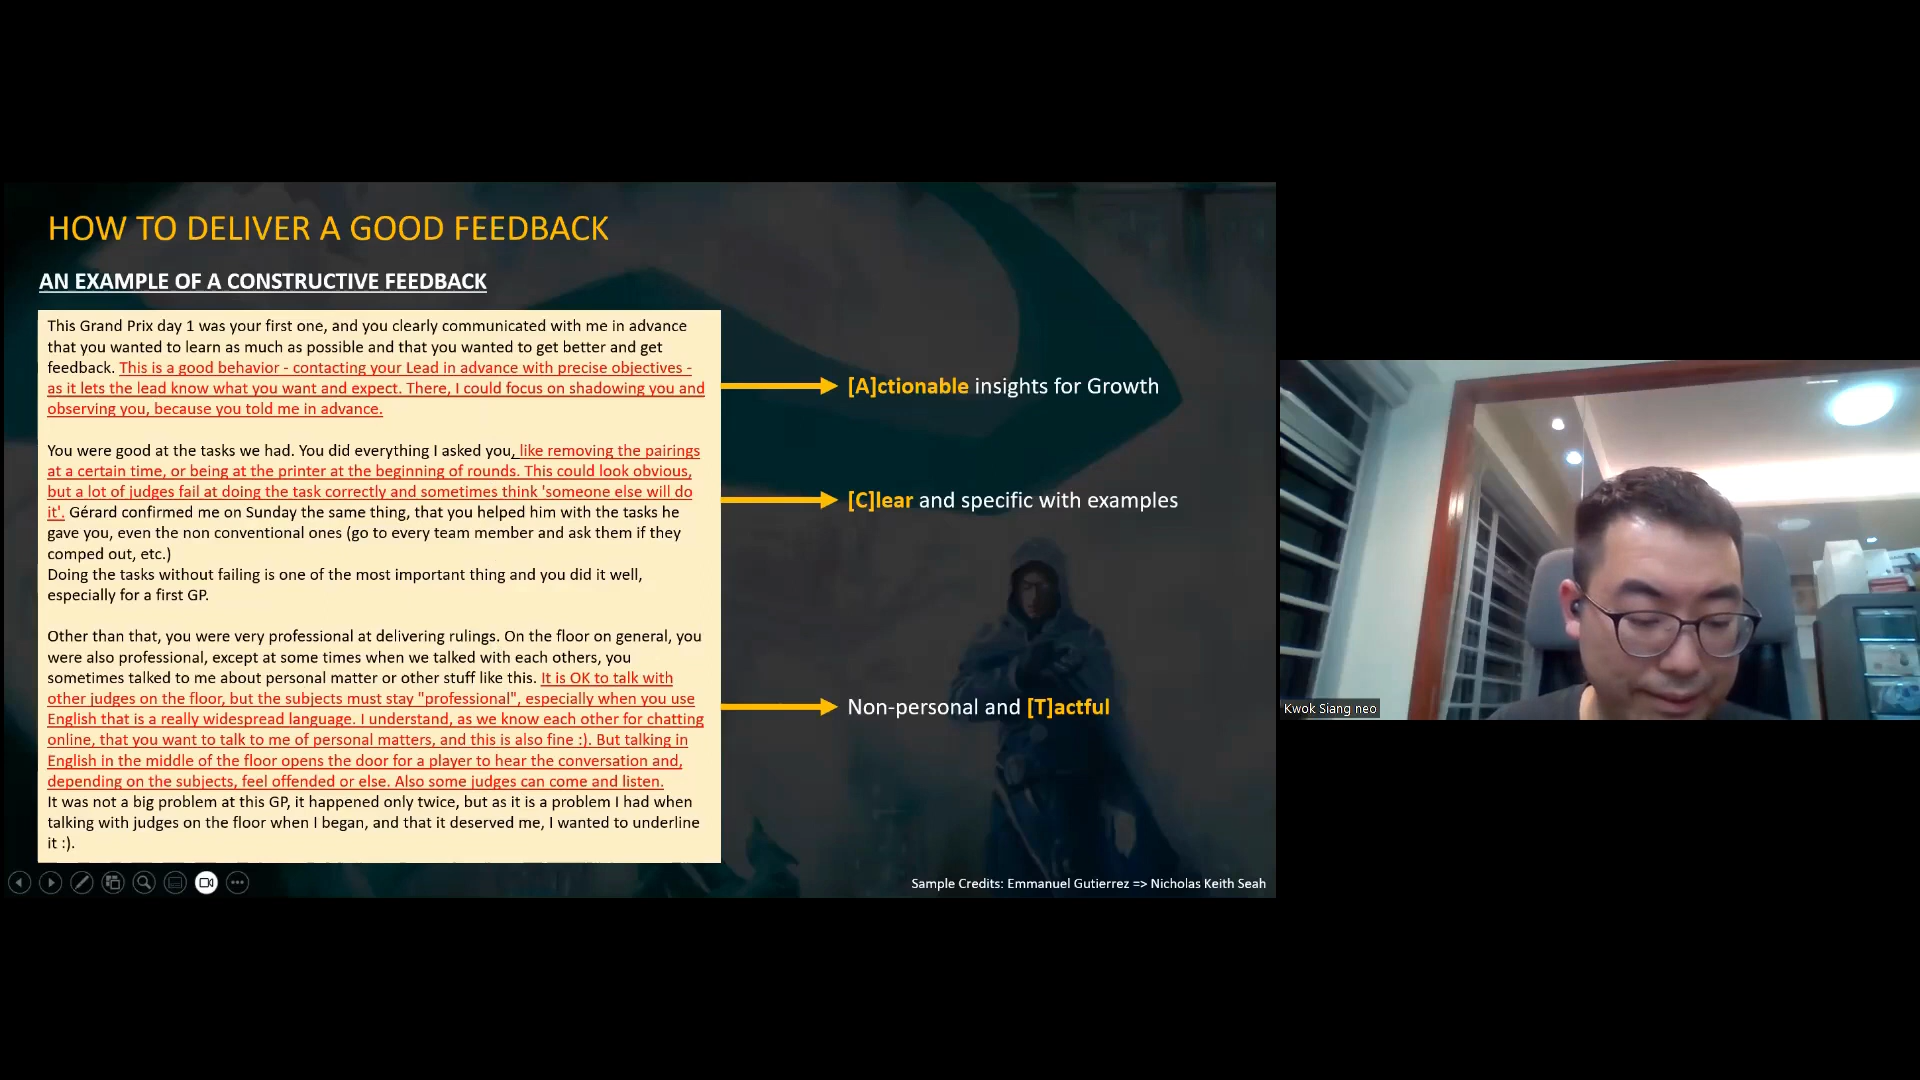 HOW TO DELIVER A GOOD FEEDBACK
AN EXAMPLE OF A CONSTRUCTIVE FEEDBACK
This Grand Prix day 1 was your first one, and you clearly communicated with me in advance
that you wanted to learn as much as possible and that you wanted to get better and get
feedback. This is a good behavior - contacting your Lead in advance with precise objectives -
as it lets the lead know what you want and expect. There, I could focus on shadowing you and
observing you, because you told me in advance.
You were good at the tasks we had. You did everything I asked you, like removing the pairings
at a certain time, or being at the printer at the beginning of rounds. This could look obvious,
but a lot of judges fail at doing the task correctly and sometimes think 'someone else will do
it'. Gérard confirmed me on Sunday the same thing, that you helped him with the tasks he
gave you, even the non conventional ones (go to every team member and ask them if they
comped out, etc.)
Doing the tasks without failing is one of the most important thing and you did it well,
especially for a first GP.
Other than that, you were very professional at delivering rulings. On the floor on general, you
were also professional, except at some times when we talked with each others, you
sometimes talked to me about personal matter or other stuff like this. It is OK to talk with
other judges on the floor, but the subjects must stay "professional", especially when you use
English that is a really widespread language. I understand, as we know each other for chatting
online, that you want to talk to me of personal matters, and this is also fine :). But talking in
English in the middle of the floor opens the door for a player to hear the conversation and,
depending on the subjects, feel offended or else. Also some judges can come and listen.
It was not a big problem at this GP, it happened only twice, but as it is a problem I had when
talking with judges on the floor when I began, and that it deserved me, I wanted to underline
it :).
[A]ctionable insights for Growth
[C]lear and specific with examples
Non-personal and [T]actful
Sample Credits: Emmanuel Gutierrez => Nicholas Keith Seah
Kwok Siang neo